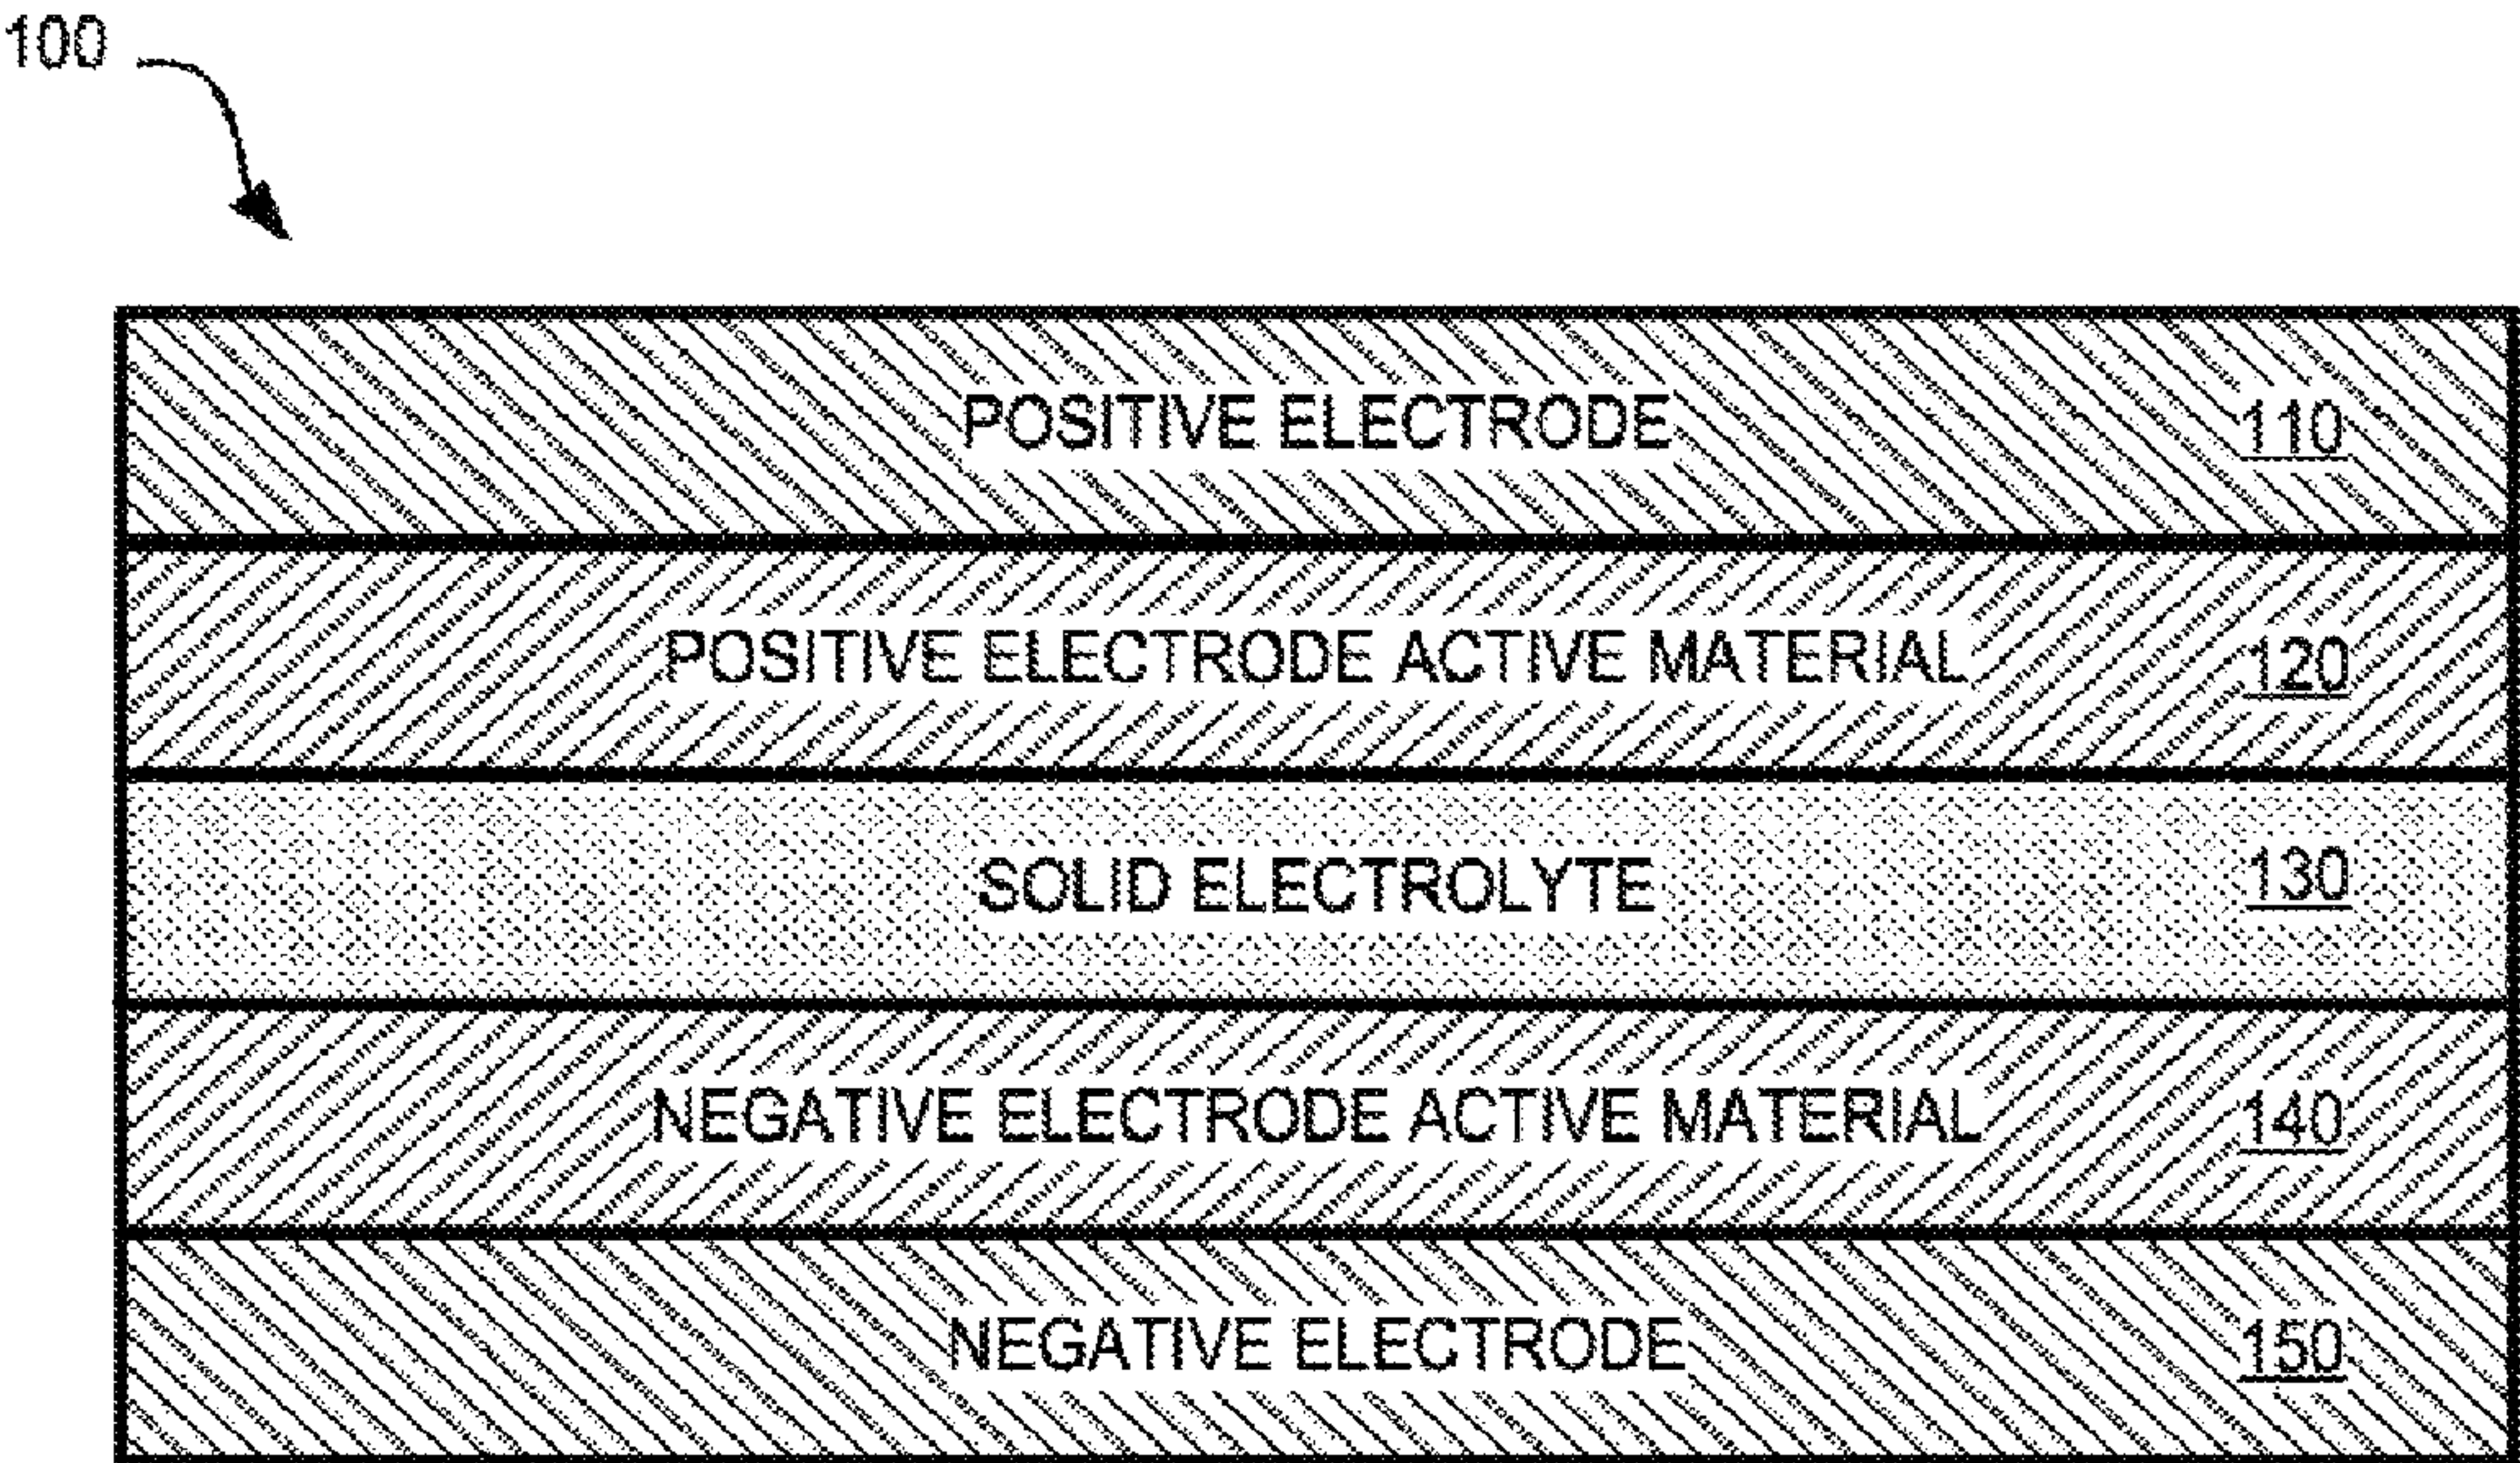 100
POSITIVE ELECTRODE 110
POSITIVE ELECTRODE ACTIVE MATERIAL 120
SOLID ELECTROLYTE 130
NEGATIVE ELECTRODE ACTIVE MATERIAL 140
NEGATIVE ELECTRODE 150